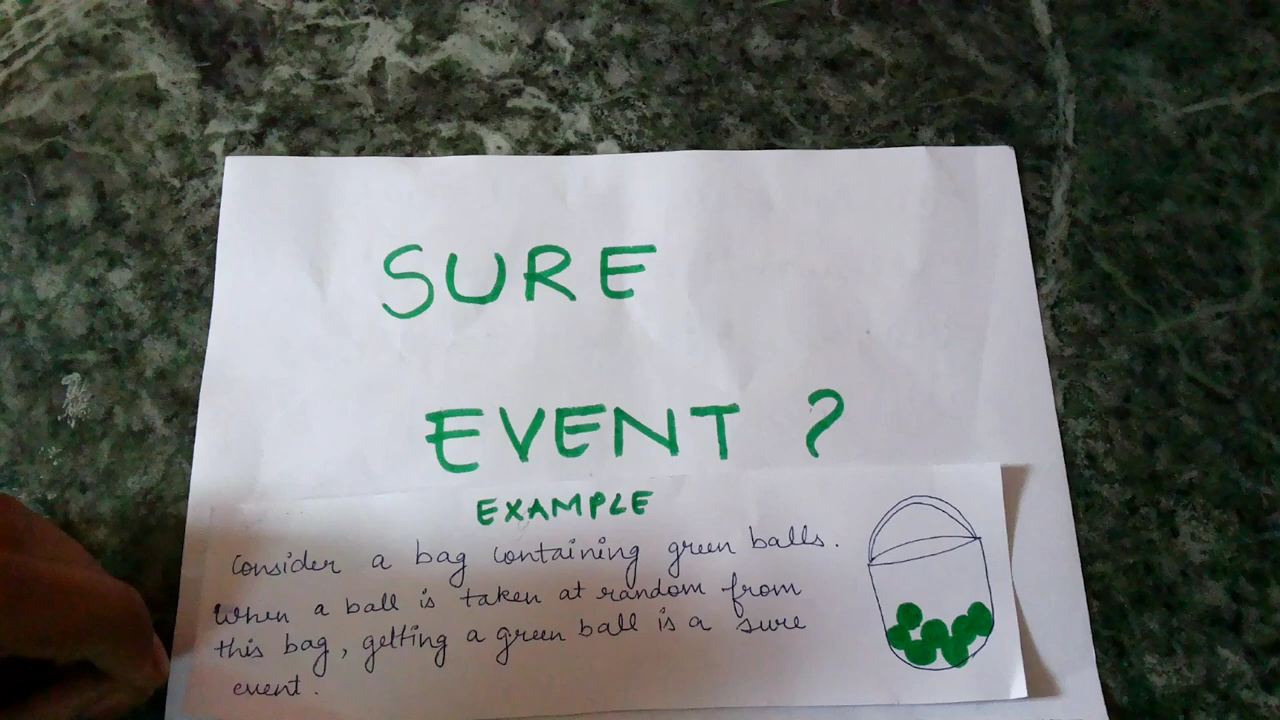 SURE
EVENT ?
EXAMPLE
Consider a bag containing green balls.
When a ball is taken at random from
this bag, getting a green ball is a sure
event.